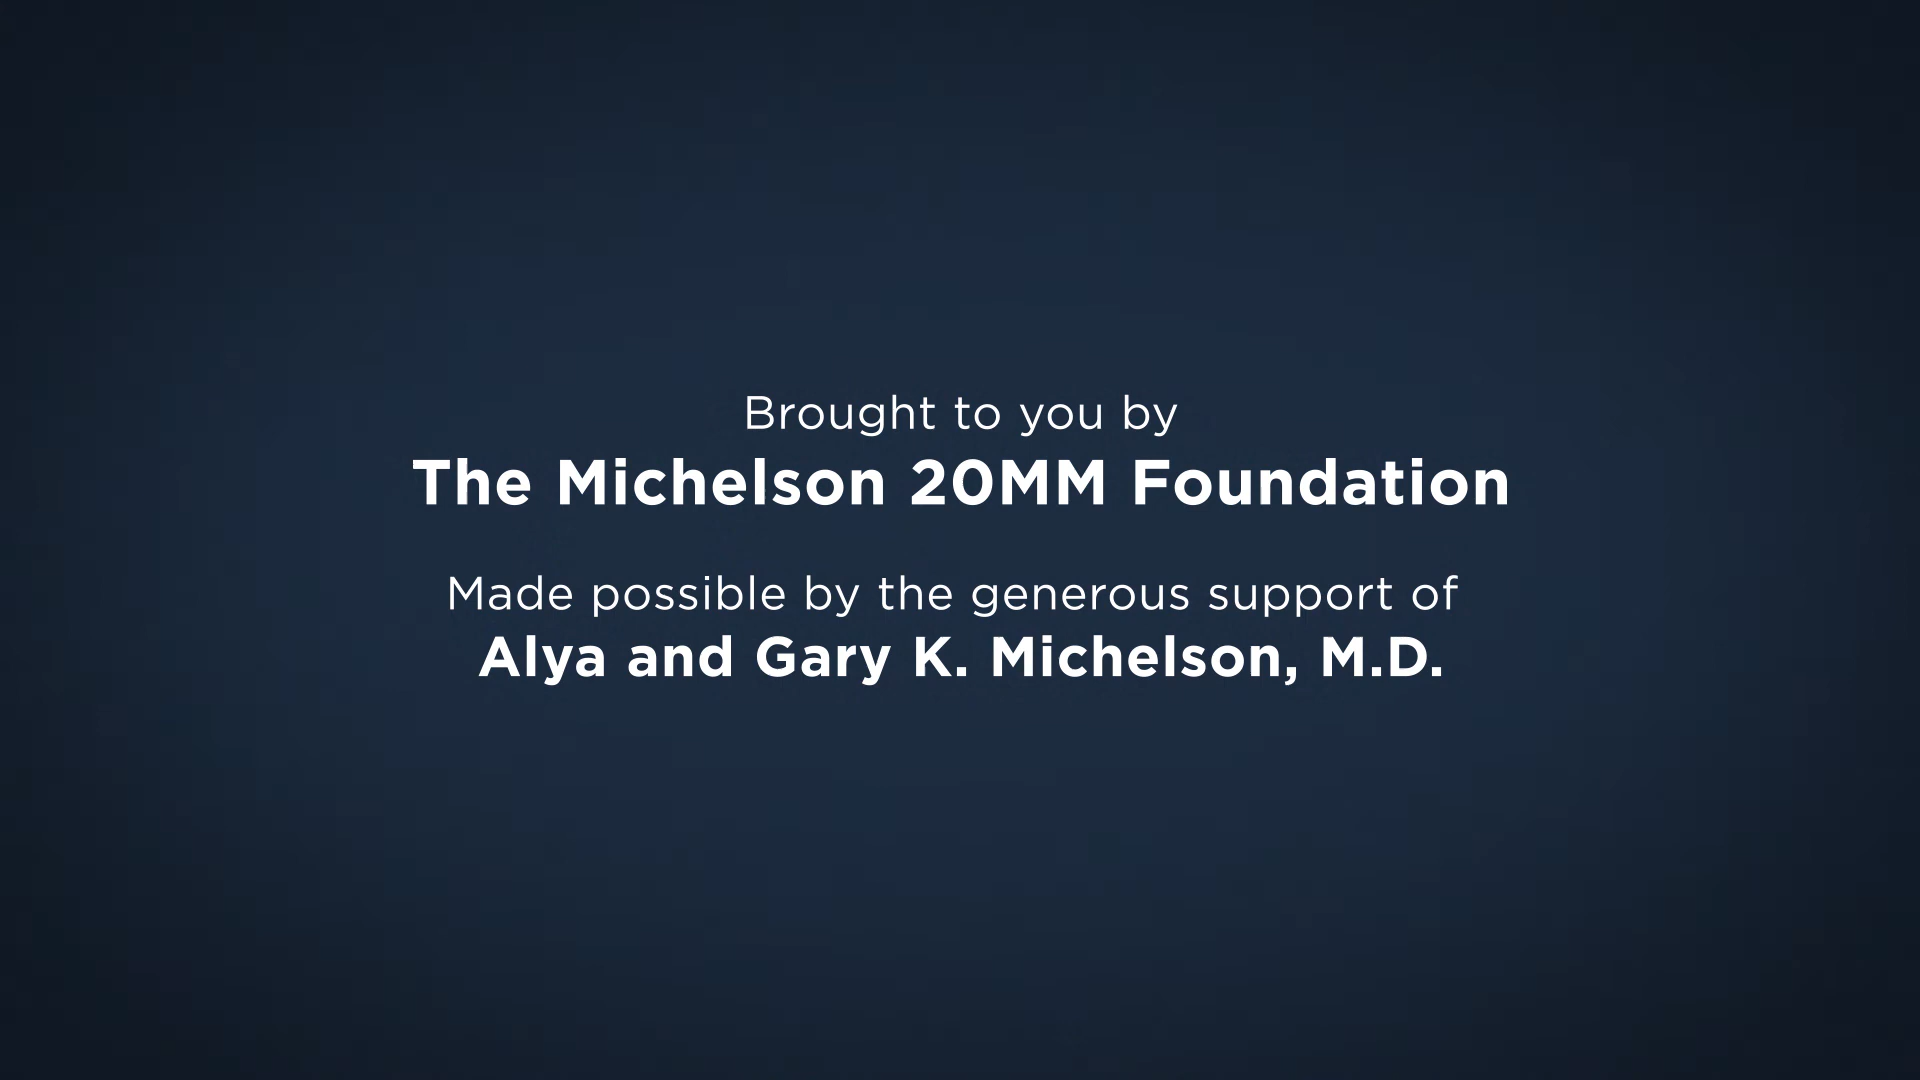 Brought to you by
The Michelson 20MM Foundation
Made possible by the generous support of
Alya and Gary K. Michelson, M.D.